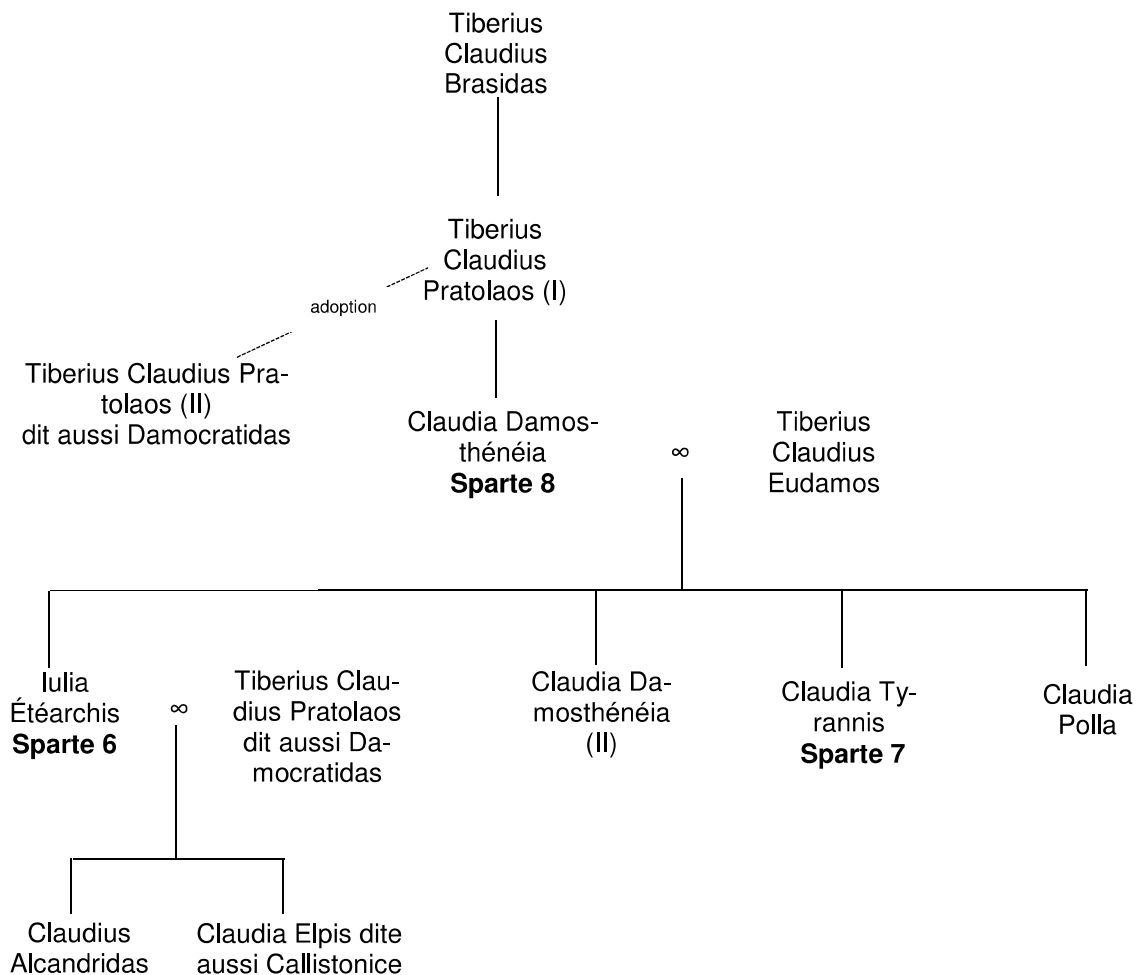 Tiberius
Claudius
Brasidas
Tiberius
Claudius
Pratolaos (I)
adoption
Tiberius Claudius Pra-
tolaos (II)
dit aussi Damocratidas
Claudia Damos-
thénéia
Sparte 8
∞
Tiberius
Claudius
Eudamos
Iulia
Étéarchis
Sparte 6
∞
Tiberius Clau-
dius Pratolaos
dit aussi Da-
mocratidas
Claudia Da-
mosthénéia
(II)
Claudia Ty-
rannis
Sparte 7
Claudia
Polla
Claudius
Alcandridas
Claudia Elpis dite
aussi Callistonice